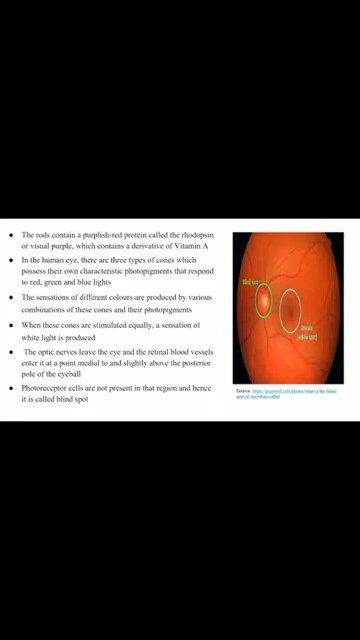 ● The rods contain a purplish-red protein called the rhodopsin
or visual purple, which contains a derivative of Vitamin A
● In the human eye, there are three types of cones which
possess their own characteristic photopigments that respond
to red, green and blue lights
● The sensations of different colours are produced by various
combinations of these cones and their photopigments
● When these cones are stimulated equally, a sensation of
white light is produced
● The optic nerves leave the eye and the retinal blood vessels
enter it at a point medial to and slightly above the posterior
pole of the eyeball
● Photoreceptor cells are not present in that region and hence
it is called blind spot
Blind spot
Macula
(yellow spot)
Source:
spot-of-the-retina-called/